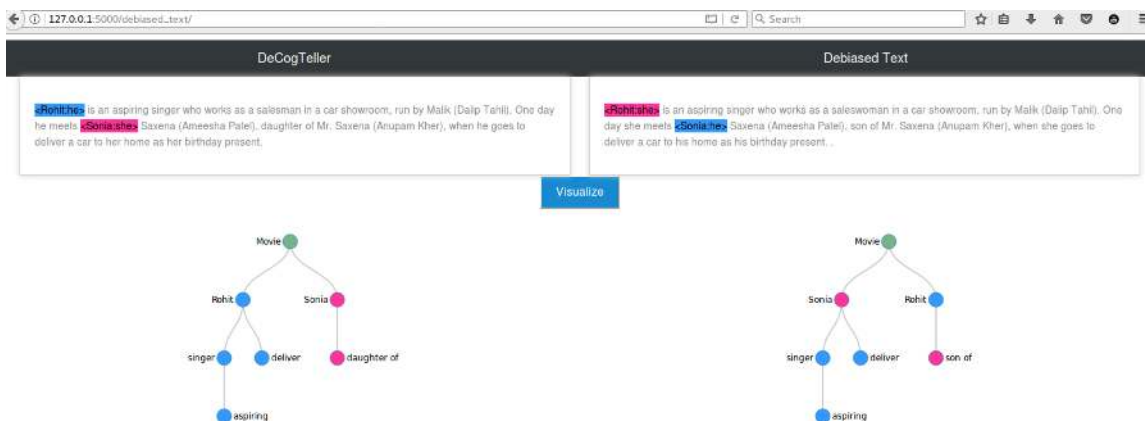 127.0.0.1:5000/debiased_text/
Search
DeCogTeller
Debiased Text
<Rohit:he> is an aspiring singer who works as a salesman in a car showroom, run by Malik (Dalip Tahil). One day
he meets <Sonia:she> Saxena (Ameesha Patel), daughter of Mr. Saxena (Anupam Kher), when he goes to
deliver a car to her home as her birthday present.
<Rohit:she> is an aspiring singer who works as a saleswoman in a car showroom, run by Malik (Dalip Tahil). One
day she meets <Sonia:he> Saxena (Ameesha Patel), son of Mr. Saxena (Anupam Kher), when she goes to
deliver a car to his home as his birthday present. .
Visualize
Movie
Rohit
Sonia
singer
deliver
daughter of
aspiring
Movie
Sonia
Rohit
singer
deliver
son of
aspiring